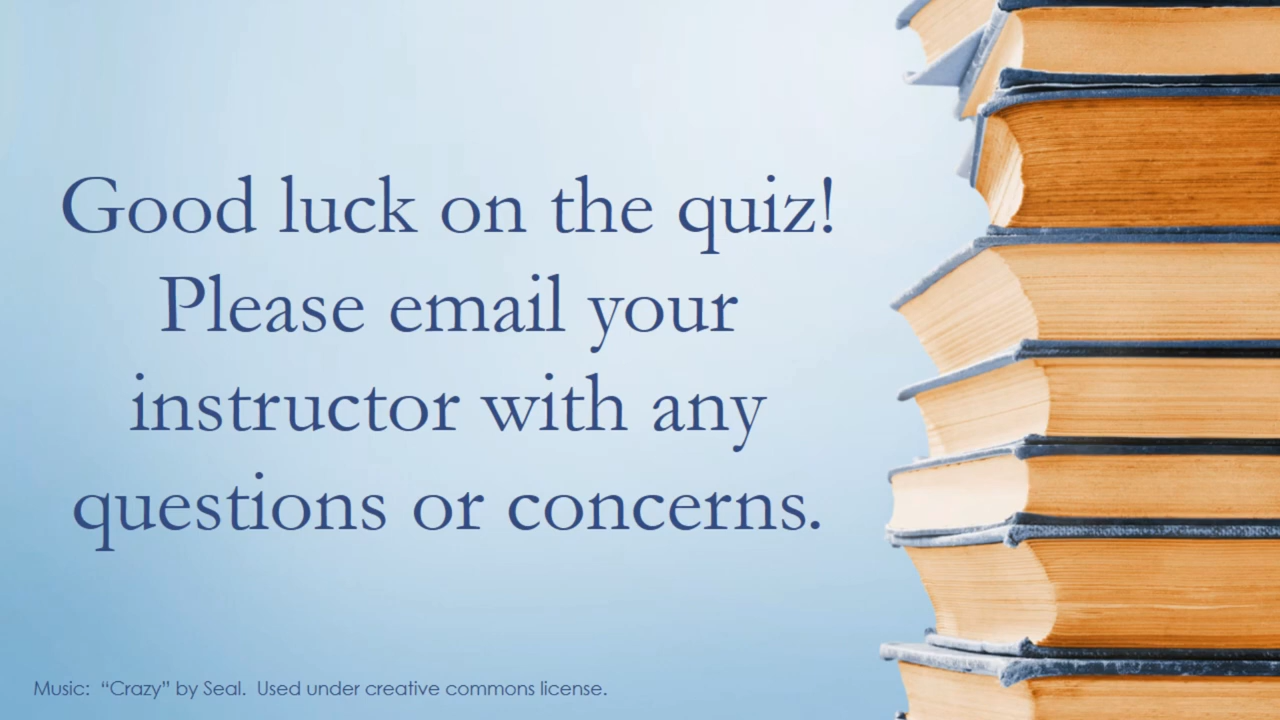 Good luck on the quiz!
Please email your
instructor with any
questions or concerns.
Music:  “Crazy” by Seal.  Used under creative commons license.